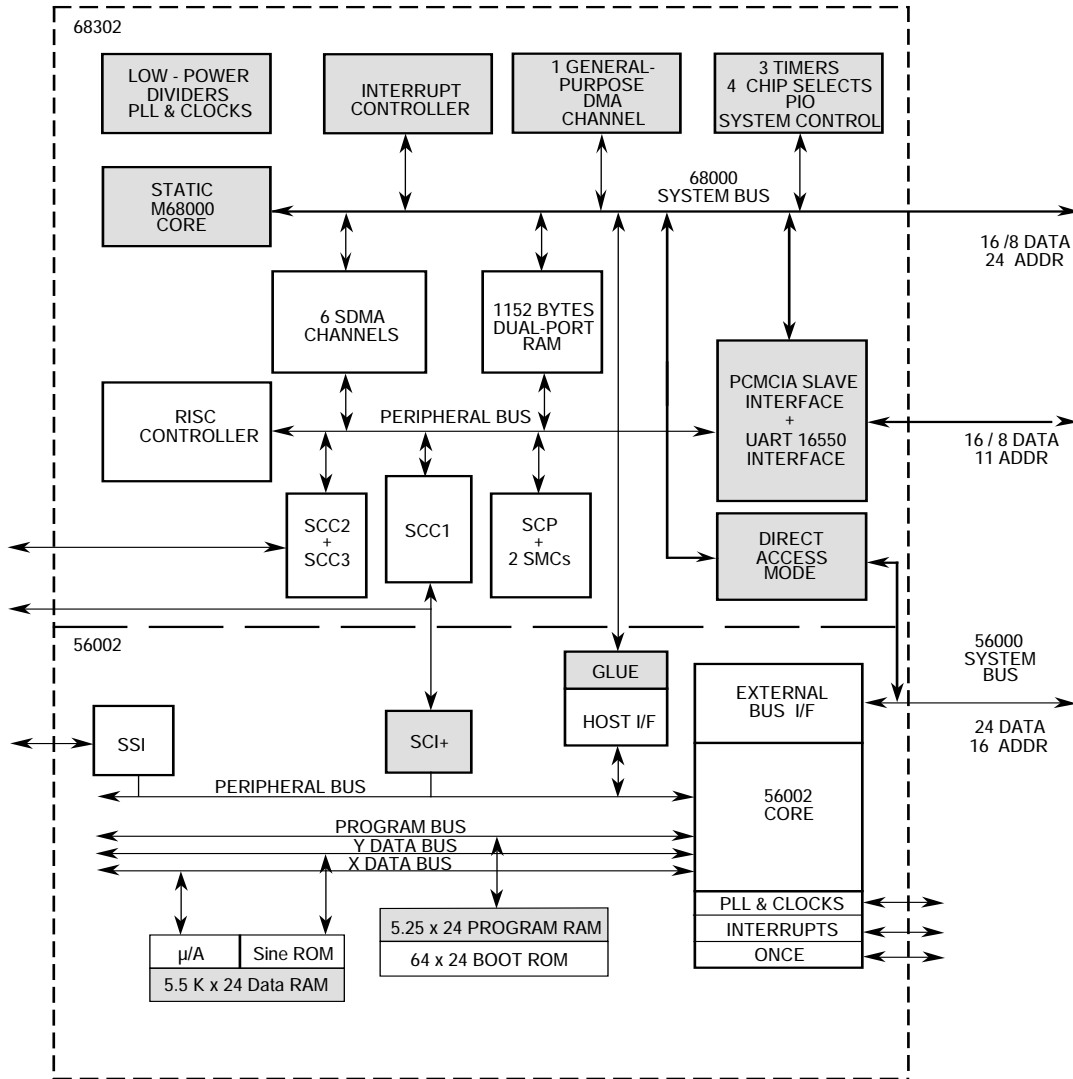 68302
LOW - POWER
DIVIDERS
PLL & CLOCKS
INTERRUPT
CONTROLLER
1 GENERAL-
PURPOSE
DMA
CHANNEL
3 TIMERS
4 CHIP SELECTS
PIO
SYSTEM CONTROL
STATIC
M68000
CORE
68000
SYSTEM BUS
16 /8 DATA
24 ADDR
6 SDMA
CHANNELS
1152 BYTES
DUAL-PORT
RAM
PCMCIA SLAVE
INTERFACE
+
UART 16550
INTERFACE
RISC
CONTROLLER
PERIPHERAL BUS
16 / 8 DATA
11 ADDR
SCC2
+
SCC3
SCC1
SCP
+
2 SMCs
DIRECT
ACCESS
MODE
56002
56000
SYSTEM
BUS
GLUE
HOST I/F
EXTERNAL
BUS I/F
24 DATA
16 ADDR
SSI
SCI+
PERIPHERAL BUS
56002
CORE
PROGRAM BUS
Y DATA BUS
X DATA BUS
PLL & CLOCKS
INTERRUPTS
ONCE
5.25 x 24 PROGRAM RAM
64 x 24 BOOT ROM
μ/A
Sine ROM
5.5 K x 24 Data RAM